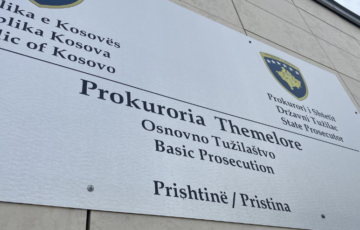 lika e Kosovës
blika Kosova
lic of Kosovo
Prokurori i Shtetit
Državni Tužilac
State Prosecutor
Prokuroria Themelore
Osnovno Tužilaštvo
Basic Prosecution
Prishtinë / Pristina